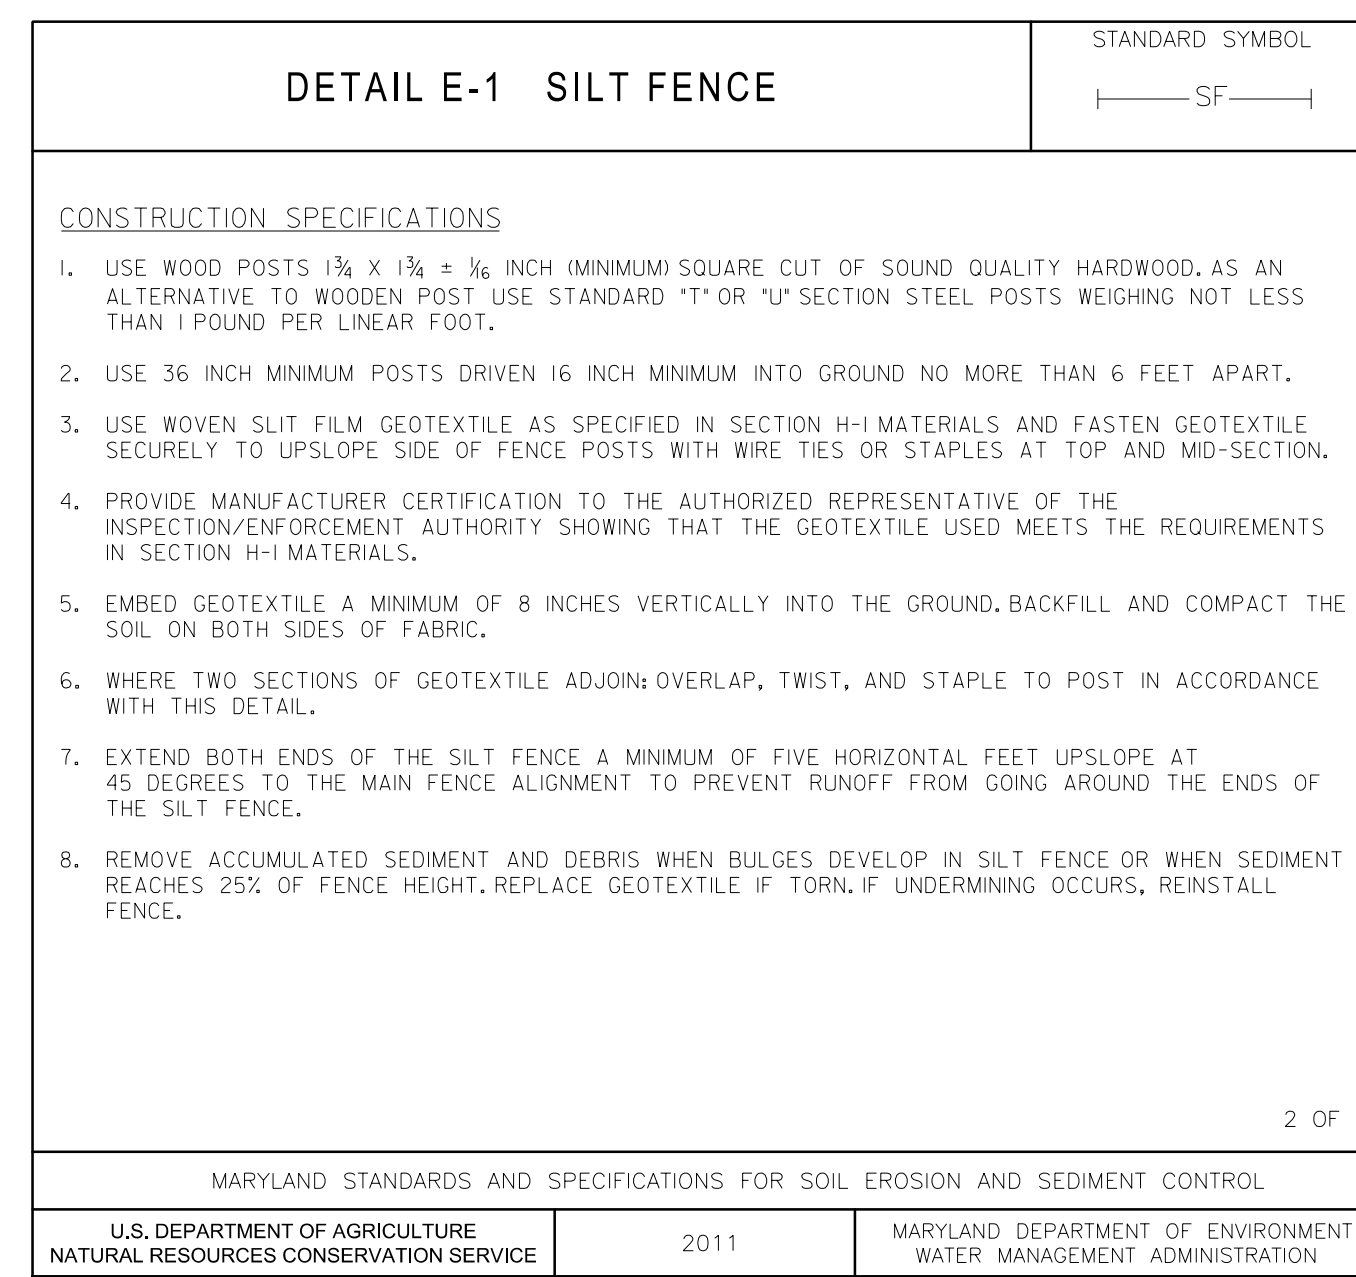 DETAIL E-1 SILT FENCE
STANDARD SYMBOL
SF
CONSTRUCTION SPECIFICATIONS
1. USE WOOD POSTS 1¾ X 1¾ ± 1/16 INCH (MINIMUM) SQUARE CUT OF SOUND QUALITY HARDWOOD. AS AN
ALTERNATIVE TO WOODEN POST USE STANDARD "T" OR "U" SECTION STEEL POSTS WEIGHING NOT LESS
THAN 1 POUND PER LINEAR FOOT.
2. USE 36 INCH MINIMUM POSTS DRIVEN 16 INCH MINIMUM INTO GROUND NO MORE THAN 6 FEET APART.
3. USE WOVEN SLIT FILM GEOTEXTILE AS SPECIFIED IN SECTION H-1 MATERIALS AND FASTEN GEOTEXTILE
SECURELY TO UPSLOPE SIDE OF FENCE POSTS WITH WIRE TIES OR STAPLES AT TOP AND MID-SECTION.
4. PROVIDE MANUFACTURER CERTIFICATION TO THE AUTHORIZED REPRESENTATIVE OF THE
INSPECTION/ENFORCEMENT AUTHORITY SHOWING THAT THE GEOTEXTILE USED MEETS THE REQUIREMENTS
IN SECTION H-1 MATERIALS.
5. EMBED GEOTEXTILE A MINIMUM OF 8 INCHES VERTICALLY INTO THE GROUND. BACKFILL AND COMPACT THE
SOIL ON BOTH SIDES OF FABRIC.
6. WHERE TWO SECTIONS OF GEOTEXTILE ADJOIN: OVERLAP, TWIST, AND STAPLE TO POST IN ACCORDANCE
WITH THIS DETAIL.
7. EXTEND BOTH ENDS OF THE SILT FENCE A MINIMUM OF FIVE HORIZONTAL FEET UPSLOPE AT
45 DEGREES TO THE MAIN FENCE ALIGNMENT TO PREVENT RUNOFF FROM GOING AROUND THE ENDS OF
THE SILT FENCE.
8. REMOVE ACCUMULATED SEDIMENT AND DEBRIS WHEN BULGES DEVELOP IN SILT FENCE OR WHEN SEDIMENT
REACHES 25% OF FENCE HEIGHT. REPLACE GEOTEXTILE IF TORN. IF UNDERMINING OCCURS, REINSTALL
FENCE.
2 OF
MARYLAND STANDARDS AND SPECIFICATIONS FOR SOIL EROSION AND SEDIMENT CONTROL
U.S. DEPARTMENT OF AGRICULTURE
NATURAL RESOURCES CONSERVATION SERVICE
2011
MARYLAND DEPARTMENT OF ENVIRONMENT
WATER MANAGEMENT ADMINISTRATION